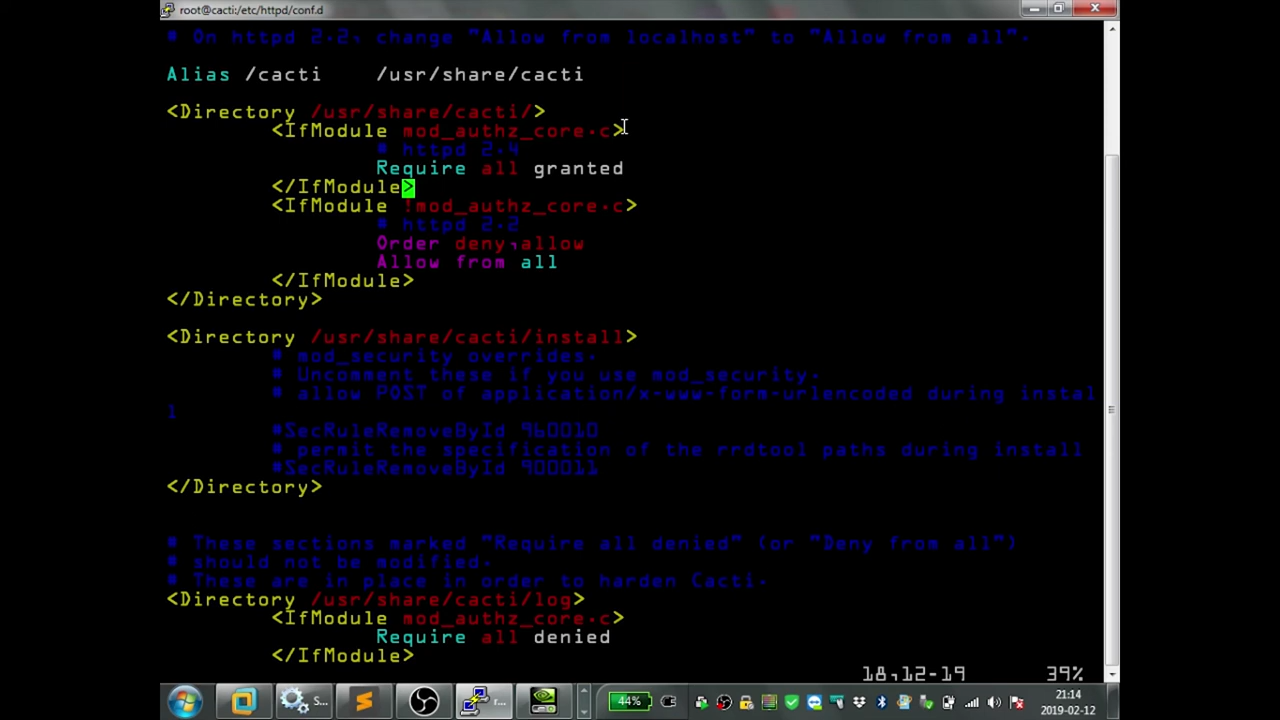 root@cacti:/etc/httpd/conf.d
# On httpd 2.2, change "Allow from localhost" to "Allow from all".
Alias /cacti    /usr/share/cacti
<Directory /usr/share/cacti/>
        <IfModule mod_authz_core.c>
                # httpd 2.4
                Require all granted
        </IfModule>
        <IfModule !mod_authz_core.c>
                # httpd 2.2
                Order deny,allow
                Allow from all
        </IfModule>
</Directory>
<Directory /usr/share/cacti/install>
        # mod_security overrides.
        # Uncomment these if you use mod_security.
        # allow POST of application/x-www-form-urlencoded during instal
l
        #SecRuleRemoveById 960010
        # permit the specification of the rrdtool paths during install
        #SecRuleRemoveById 900011
</Directory>
# These sections marked "Require all denied" (or "Deny from all")
# should not be modified.
# These are in place in order to harden Cacti.
<Directory /usr/share/cacti/log>
        <IfModule mod_authz_core.c>
                Require all denied
        </IfModule>
18,12-19    39%
S...
r...
44%
21:14
2019-02-12